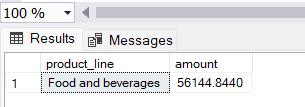 100 %
Results Messages
product_line amount
1 Food and beverages 56144.8440